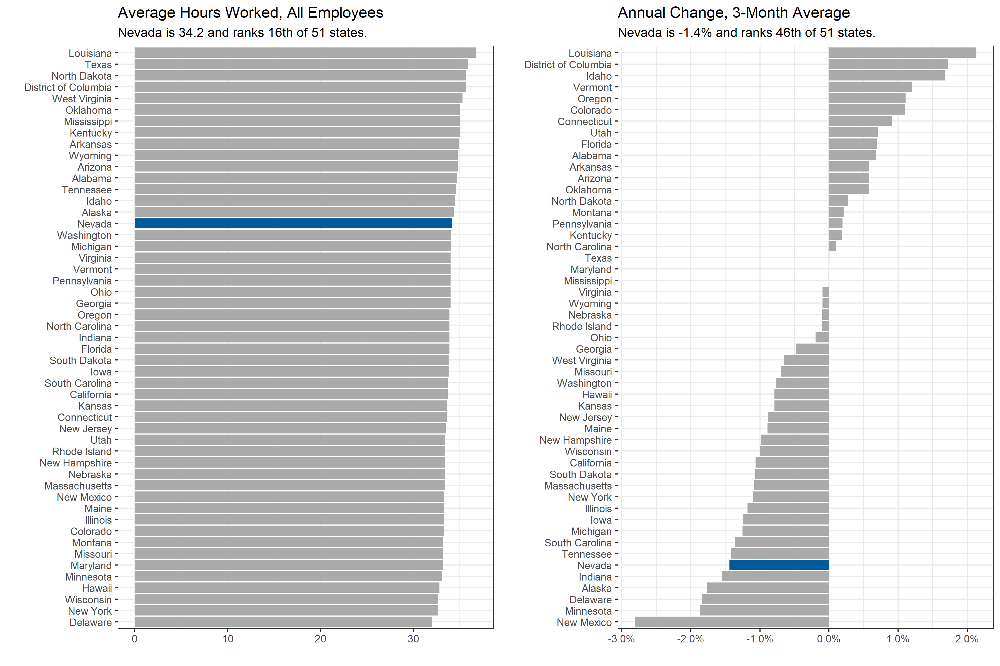 Average Hours Worked, All Employees
Nevada is 34.2 and ranks 16th of 51 states.
Louisiana
Texas
North Dakota
District of Columbia
West Virginia
Oklahoma
Mississippi
Kentucky
Arkansas
Wyoming
Arizona
Alabama
Tennessee
Idaho
Alaska
Nevada
Washington
Michigan
Virginia
Vermont
Pennsylvania
Ohio
Georgia
Oregon
North Carolina
Indiana
Florida
South Dakota
Iowa
South Carolina
California
Kansas
Connecticut
New Jersey
Utah
Rhode Island
New Hampshire
Nebraska
Massachusetts
New Mexico
Maine
Illinois
Colorado
Montana
Missouri
Maryland
Minnesota
Hawaii
Wisconsin
New York
Delaware
0 10 20 30
Annual Change, 3-Month Average
Nevada is -1.4% and ranks 46th of 51 states.
Louisiana
District of Columbia
Idaho
Vermont
Oregon
Colorado
Connecticut
Utah
Florida
Alabama
Arkansas
Arizona
Oklahoma
North Dakota
Montana
Pennsylvania
Kentucky
North Carolina
Texas
Maryland
Mississippi
Virginia
Wyoming
Nebraska
Rhode Island
Ohio
Georgia
West Virginia
Missouri
Washington
Hawaii
Kansas
New Jersey
Maine
New Hampshire
Wisconsin
California
South Dakota
Massachusetts
New York
Illinois
Iowa
Michigan
South Carolina
Tennessee
Nevada
Indiana
Alaska
Delaware
Minnesota
New Mexico
-3.0% -2.0% -1.0% 0.0% 1.0% 2.0%